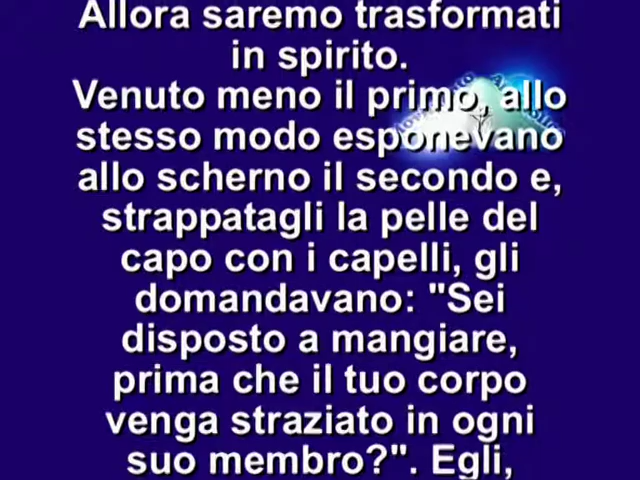 Allora saremo trasformati
in spirito.
Venuto meno il primo, allo
stesso modo esponevano
allo scherno il secondo e,
strappatagli la pelle del
capo con i capelli, gli
domandavano: "Sei
disposto a mangiare,
prima che il tuo corpo
venga straziato in ogni
suo membro?". Egli,